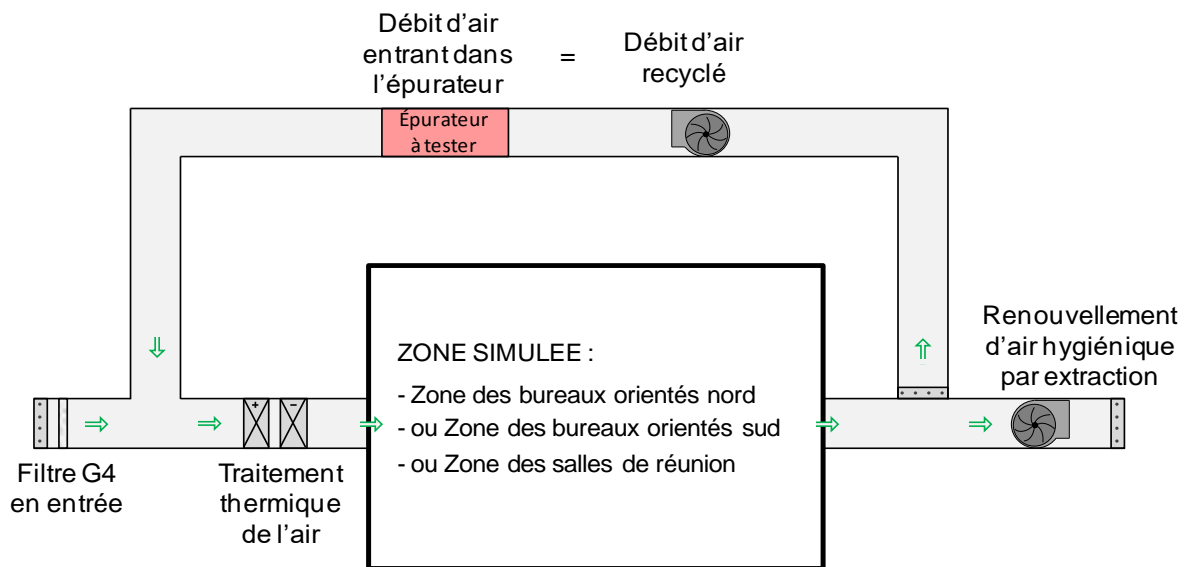 Débit d'air
entrant dans
l'épurateur
=
Débit d'air
recyclé
Épurateur
à tester
Renouvellement
d'air hygiénique
par extraction
ZONE SIMULEE :
- Zone des bureaux orientés nord
- ou Zone des bureaux orientés sud
- ou Zone des salles de réunion
+ −
Filtre G4
en entrée
Traitement
thermique
de l'air